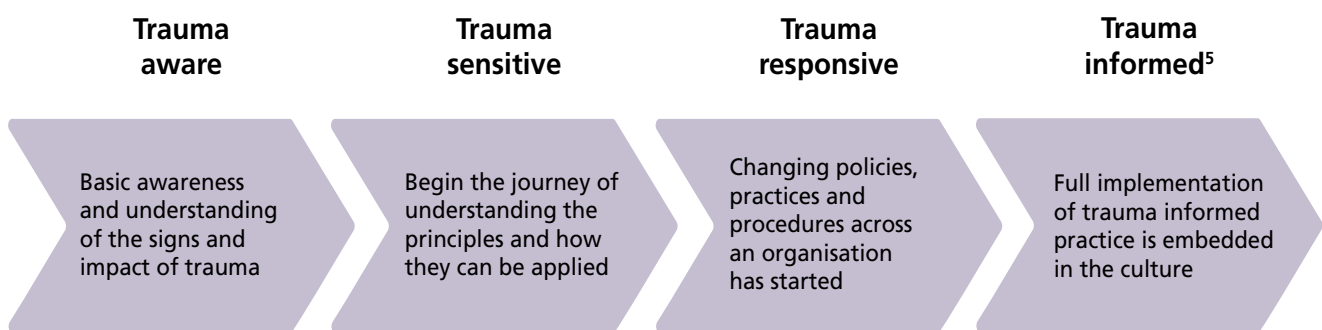 Trauma
aware
Trauma
sensitive
Trauma
responsive
Trauma
informed⁵
Basic awareness
and understanding
of the signs and
impact of trauma
Begin the journey of
understanding the
principles and how
they can be applied
Changing policies,
practices and
procedures across
an organisation
has started
Full implementation
of trauma informed
practice is embedded
in the culture